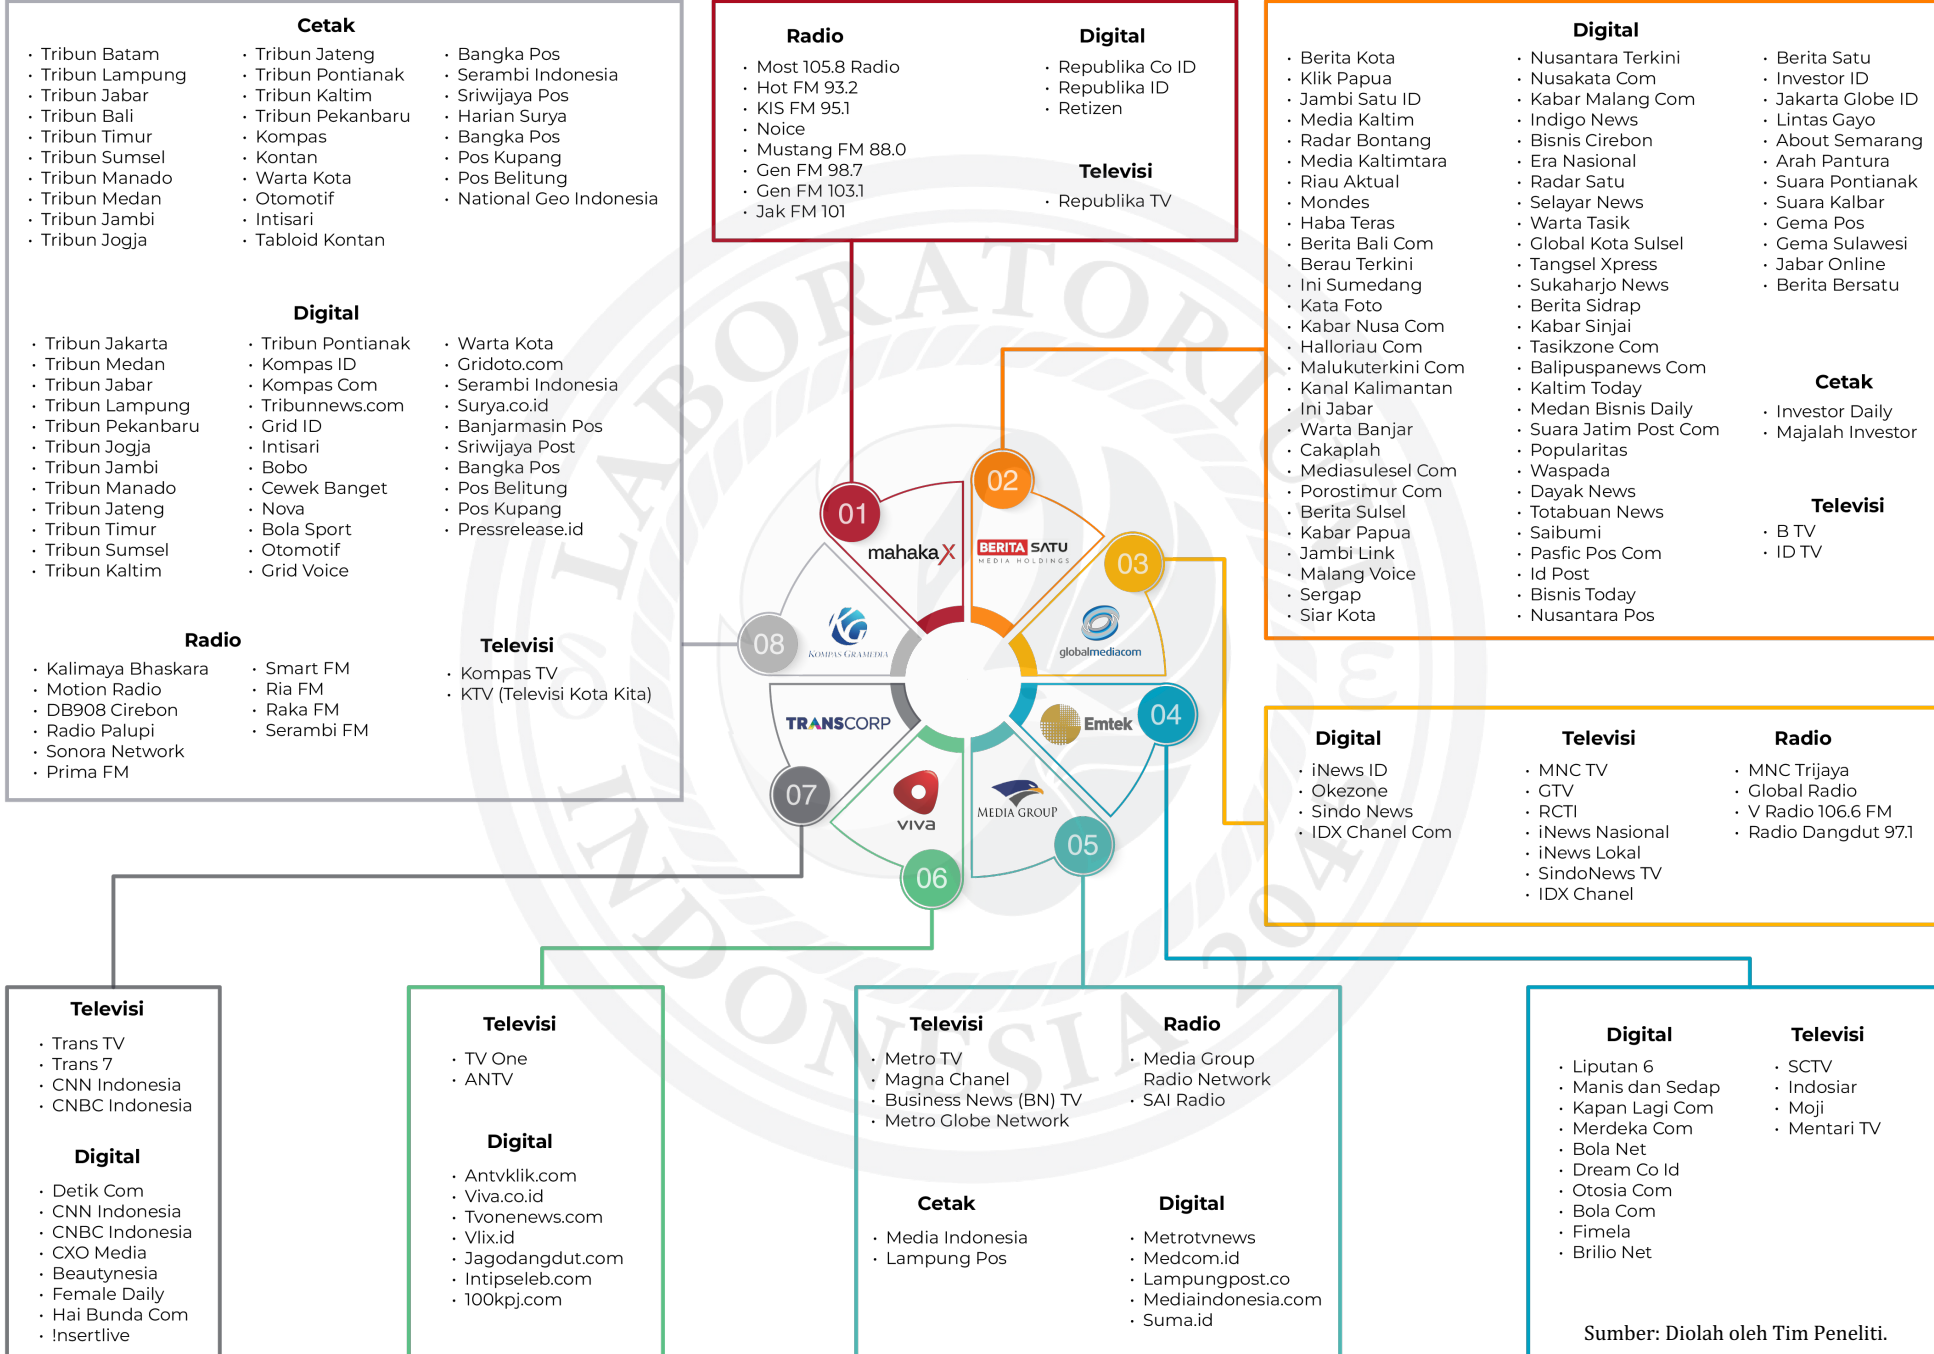 Cetak
• Tribun Batam
• Tribun Lampung
• Tribun Jabar
• Tribun Bali
• Tribun Timur
• Tribun Sumsel
• Tribun Manado
• Tribun Medan
• Tribun Jambi
• Tribun Jogja
• Tribun Jateng
• Tribun Pontianak
• Tribun Kaltim
• Tribun Pekanbaru
• Kompas
• Kontan
• Warta Kota
• Otomotif
• Intisari
• Tabloid Kontan
• Bangka Pos
• Serambi Indonesia
• Sriwijaya Pos
• Harian Surya
• Bangka Pos
• Pos Kupang
• Pos Belitung
• National Geo Indonesia
Digital
• Tribun Jakarta
• Tribun Medan
• Tribun Jabar
• Tribun Lampung
• Tribun Pekanbaru
• Tribun Jogja
• Tribun Jambi
• Tribun Manado
• Tribun Jateng
• Tribun Timur
• Tribun Sumsel
• Tribun Kaltim
• Tribun Pontianak
• Kompas ID
• Kompas Com
• Tribunnews.com
• Grid ID
• Intisari
• Bobo
• Cewek Banget
• Nova
• Bola Sport
• Otomotif
• Grid Voice
• Warta Kota
• Gridoto.com
• Serambi Indonesia
• Surya.co.id
• Banjarmasin Pos
• Sriwijaya Post
• Bangka Pos
• Pos Belitung
• Pos Kupang
• Pressrelease.id
Radio
• Kalimaya Bhaskara
• Motion Radio
• DB908 Cirebon
• Radio Palupi
• Sonora Network
• Prima FM
• Smart FM
• Ria FM
• Raka FM
• Serambi FM
Televisi
• Kompas TV
• KTV (Televisi Kota Kita)
Radio
• Most 105.8 Radio
• Hot FM 93.2
• KIS FM 95.1
• Noice
• Mustang FM 88.0
• Gen FM 98.7
• Gen FM 103.1
• Jak FM 101
Digital
• Republika Co ID
• Republika ID
• Retizen
Televisi
• Republika TV
Digital
• Berita Kota
• Klik Papua
• Jambi Satu ID
• Media Kaltim
• Radar Bontang
• Media Kaltimtara
• Riau Aktual
• Mondes
• Haba Teras
• Berita Bali Com
• Berau Terkini
• Ini Sumedang
• Kata Foto
• Kabar Nusa Com
• Halloriau Com
• Malukuterkini Com
• Kanal Kalimantan
• Ini Jabar
• Warta Banjar
• Cakaplah
• Mediasulesel Com
• Porostimur Com
• Berita Sulsel
• Kabar Papua
• Jambi Link
• Malang Voice
• Sergap
• Siar Kota
• Nusantara Terkini
• Nusakata Com
• Kabar Malang Com
• Indigo News
• Bisnis Cirebon
• Era Nasional
• Radar Satu
• Selayar News
• Warta Tasik
• Global Kota Sulsel
• Tangsel Xpress
• Sukaharjo News
• Berita Sidrap
• Kabar Sinjai
• Tasikzone Com
• Balipuspanews Com
• Kaltim Today
• Medan Bisnis Daily
• Suara Jatim Post Com
• Popularitas
• Waspada
• Dayak News
• Totabuan News
• Saibumi
• Pasfic Pos Com
• Id Post
• Bisnis Today
• Nusantara Pos
• Berita Satu
• Investor ID
• Jakarta Globe ID
• Lintas Gayo
• About Semarang
• Arah Pantura
• Suara Pontianak
• Suara Kalbar
• Gema Pos
• Gema Sulawesi
• Jabar Online
• Berita Bersatu
Cetak
• Investor Daily
• Majalah Investor
Televisi
• B TV
• ID TV
01
mahaka X
02
BERITA SATU
MEDIA HOLDINGS
03
globalmediacom
04
Emtek
05
MEDIA GROUP
06
VIVA
07
TRANSCORP
08
KG
KOMPAS GRAMEDIA
Digital
• iNews ID
• Okezone
• Sindo News
• IDX Chanel Com
Televisi
• MNC TV
• GTV
• RCTI
• iNews Nasional
• iNews Lokal
• SindoNews TV
• IDX Chanel
Radio
• MNC Trijaya
• Global Radio
• V Radio 106.6 FM
• Radio Dangdut 97.1
Televisi
• Trans TV
• Trans 7
• CNN Indonesia
• CNBC Indonesia
Digital
• Detik Com
• CNN Indonesia
• CNBC Indonesia
• CXO Media
• Beautynesia
• Female Daily
• Hai Bunda Com
• !nsertlive
Televisi
• TV One
• ANTV
Digital
• Antvklik.com
• Viva.co.id
• Tvonenews.com
• Vlix.id
• Jagodangdut.com
• Intipseleb.com
• 100kpj.com
Televisi
• Metro TV
• Magna Chanel
• Business News (BN) TV
• Metro Globe Network
Radio
• Media Group
Radio Network
• SAI Radio
Cetak
• Media Indonesia
• Lampung Pos
Digital
• Metrotvnews
• Medcom.id
• Lampungpost.co
• Mediaindonesia.com
• Suma.id
Digital
• Liputan 6
• Manis dan Sedap
• Kapan Lagi Com
• Merdeka Com
• Bola Net
• Dream Co Id
• Otosia Com
• Bola Com
• Fimela
• Brilio Net
Televisi
• SCTV
• Indosiar
• Moji
• Mentari TV
Sumber: Diolah oleh Tim Peneliti.
LABORATORIUM
INDONESIA 2045